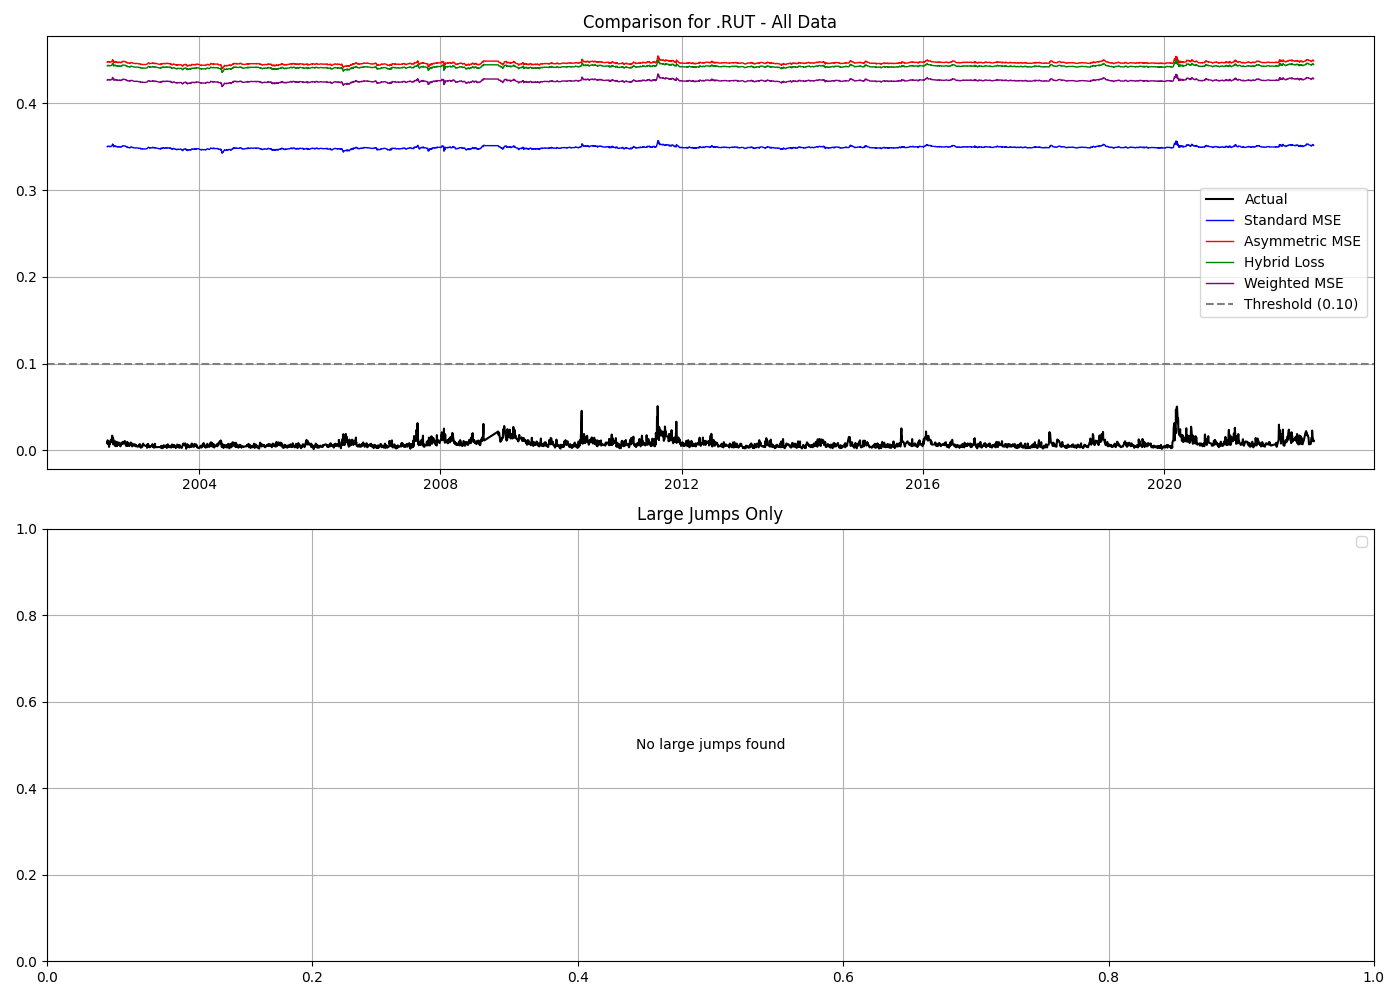 Comparison for .RUT - All Data
0.4
0.3
0.2
0.1
0.0
Actual
Standard MSE
Asymmetric MSE
Hybrid Loss
Weighted MSE
Threshold (0.10)
2004 2008 2012 2016 2020
Large Jumps Only
1.0
0.8
0.6
0.4
0.2
0.0
No large jumps found
0.0 0.2 0.4 0.6 0.8 1.0